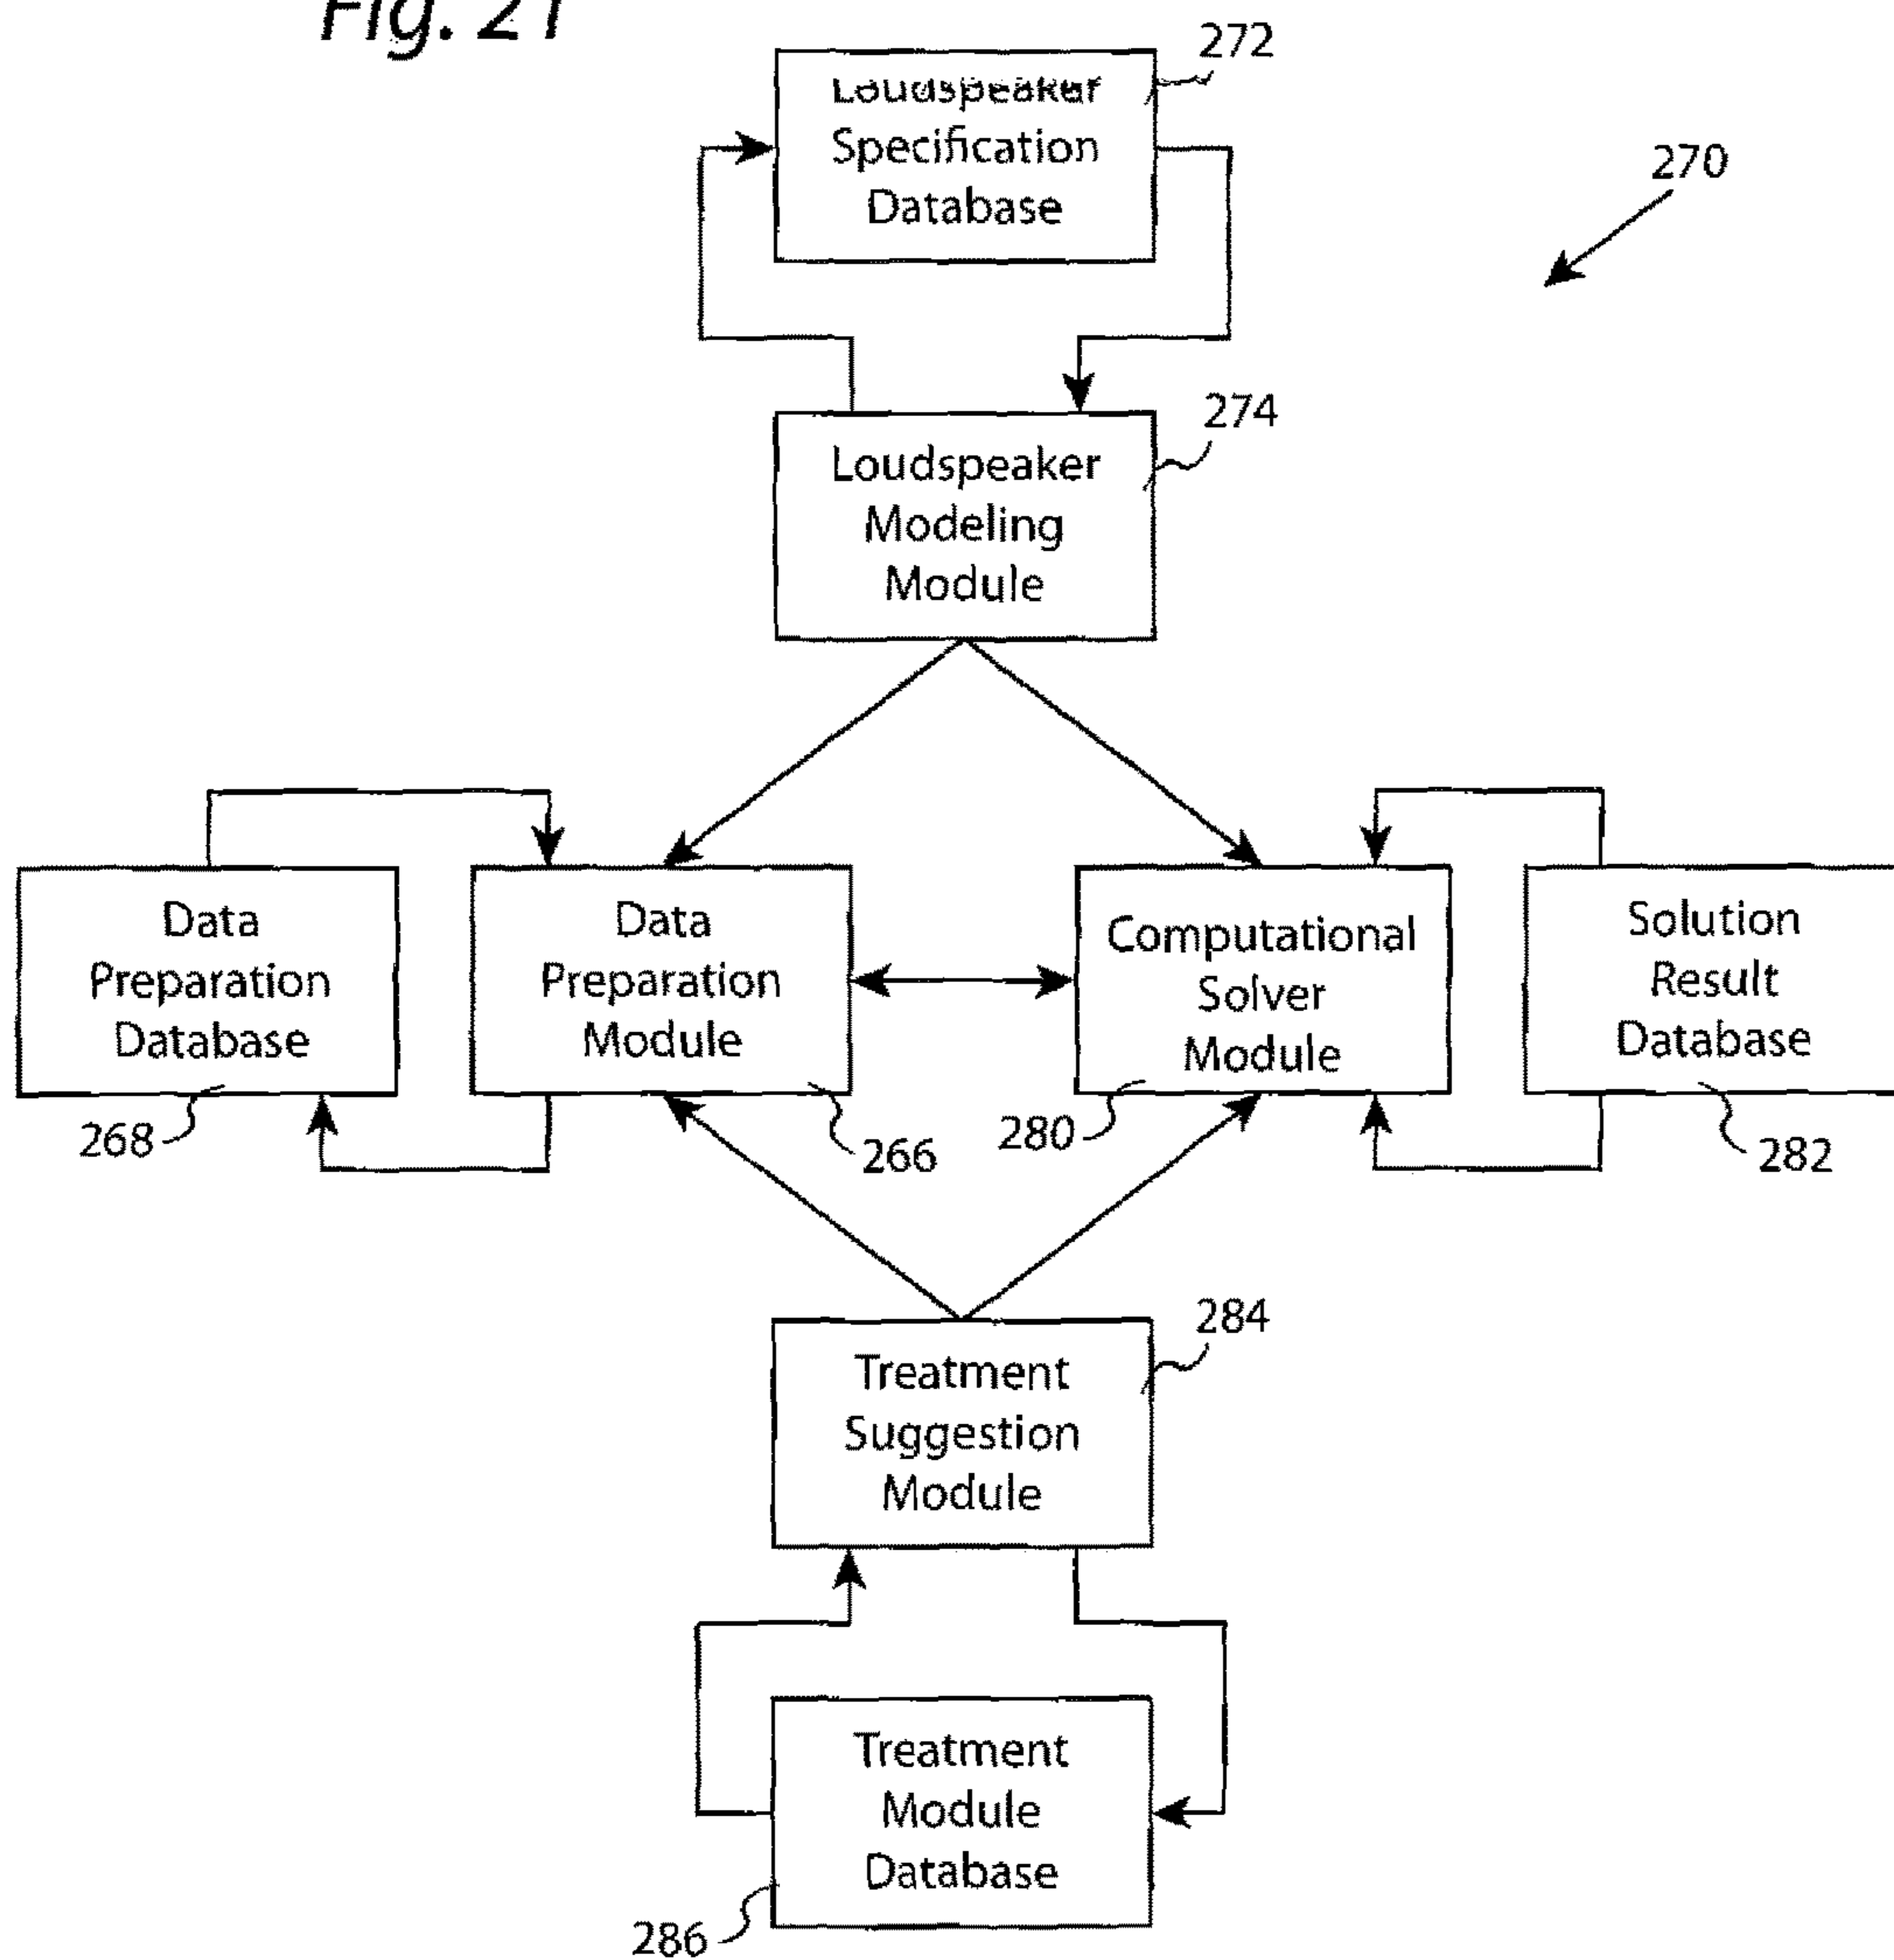 Fig. 21
272
Loudspeaker
Specification
Database
270
274
Loudspeaker
Modeling
Module
Data
Preparation
Database
268
Data
Preparation
Module
266
Computational
Solver
Module
280
Solution
Result
Database
282
284
Treatment
Suggestion
Module
Treatment
Module
Database
286